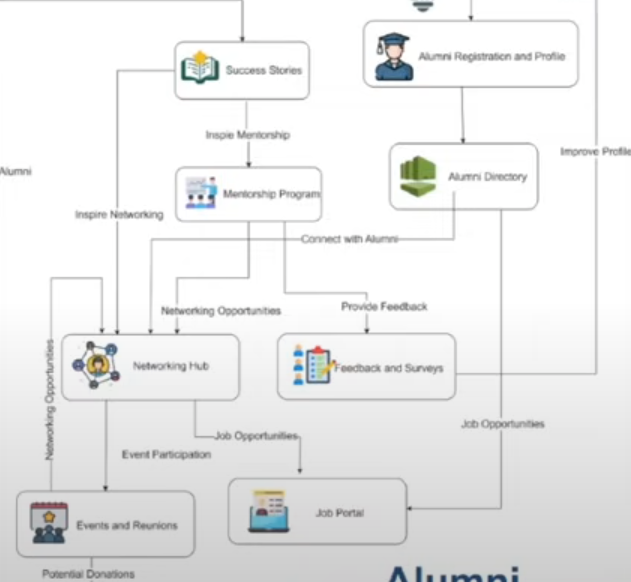 Success Stories
Alumni Registration and Profile
Inspie Mentorship
Improve Profile
Alumni
Alumni Directory
Mentorship Program
Inspire Networking
Connect with Alumni
Networking Opportunities
Provide Feedback
Networking Hub
Feedback and Surveys
Networking Opportunities
Job Opportunities
Job Opportunities
Event Participation
Events and Reunions
Job Portal
Potential Donations
Alumni